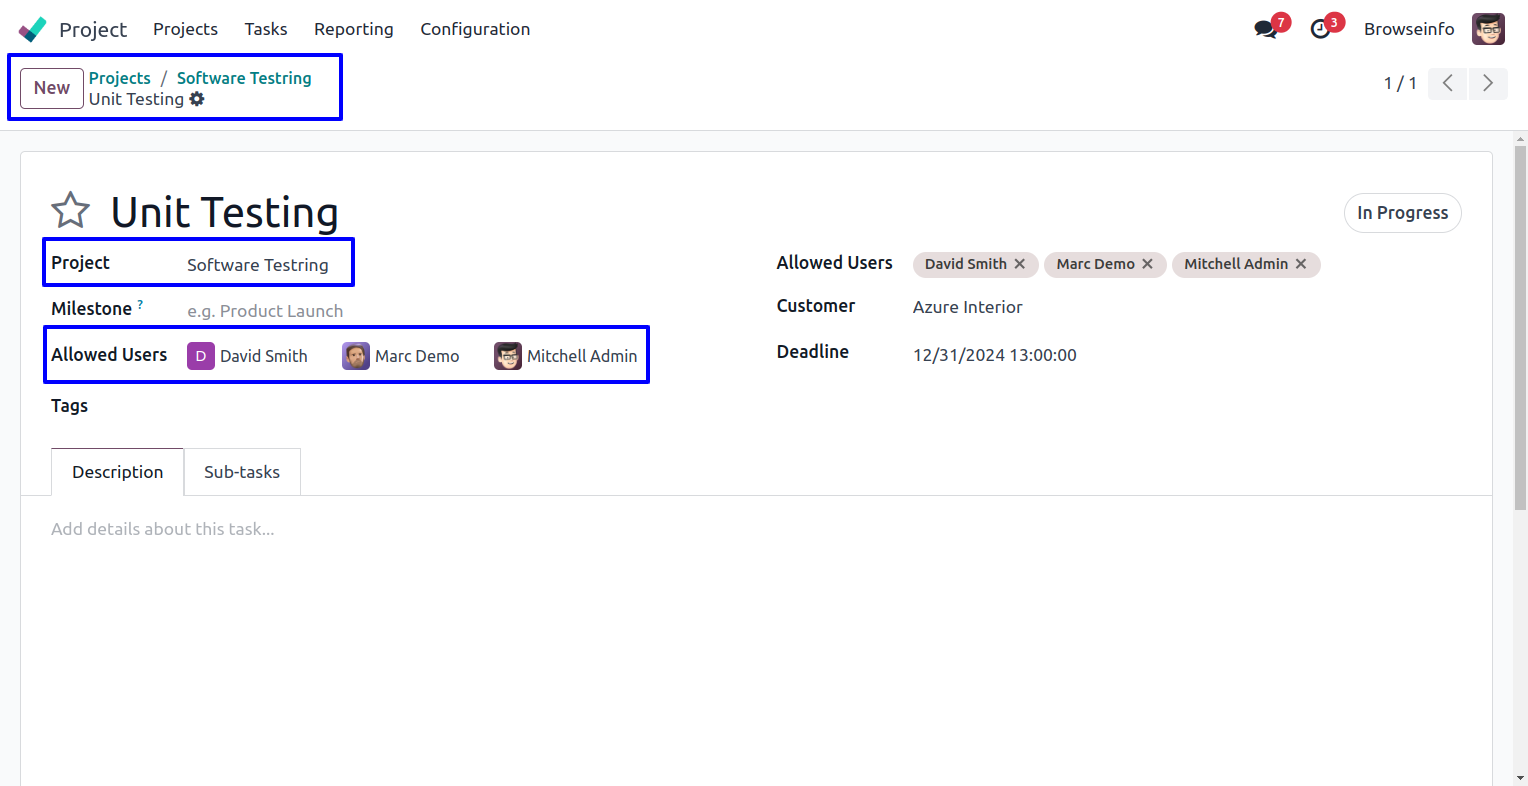 Project Projects Tasks Reporting Configuration 7 3 Browseinfo
New Projects / Software Testring
Unit Testing
1 / 1
Unit Testing
In Progress
Project Software Testring
Allowed Users David Smith Marc Demo Mitchell Admin
Milestone ? e.g. Product Launch
Customer Azure Interior
Allowed Users D David Smith Marc Demo Mitchell Admin
Deadline 12/31/2024 13:00:00
Tags
Description Sub-tasks
Add details about this task...